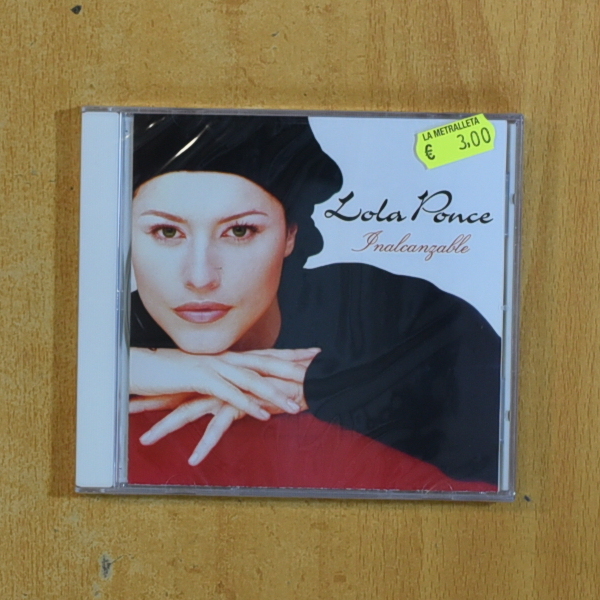 LA METRALLETA
€ 3,00
Lola Ponce
Inalcanzable